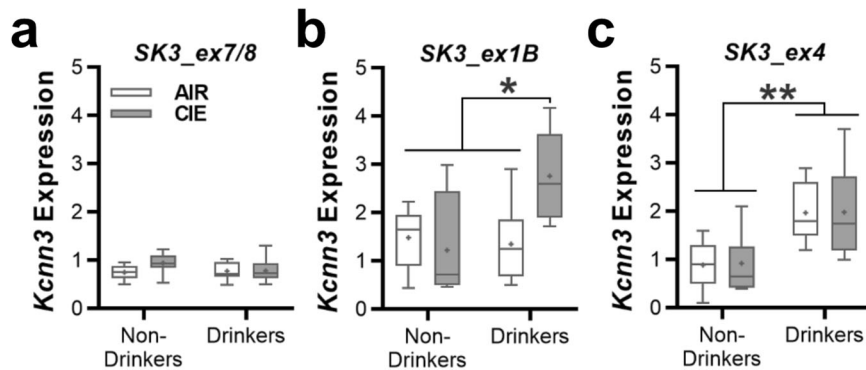 a
SK3_ex7/8
Kcnn3 Expression
5
4
3
2
1
0
AIR
CIE
Non-
Drinkers
Drinkers
b
SK3_ex1B
Kcnn3 Expression
5
4
3
2
1
0
*
Non-
Drinkers
Drinkers
c
SK3_ex4
Kcnn3 Expression
5
4
3
2
1
0
**
Non-
Drinkers
Drinkers